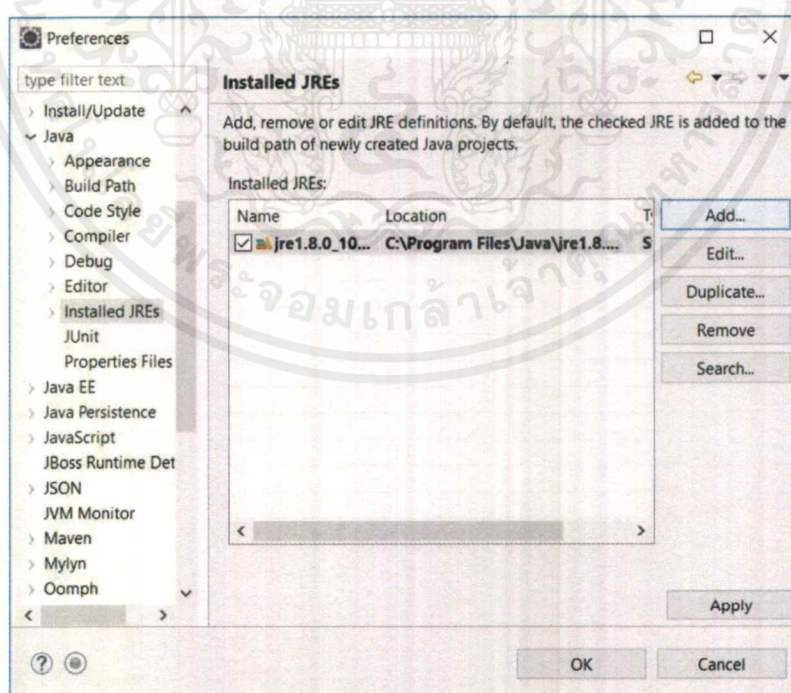 Preferences
type filter text
Install/Update
Java
Appearance
Build Path
Code Style
Compiler
Debug
Editor
Installed JREs
JUnit
Properties Files
Java EE
Java Persistence
JavaScript
JBoss Runtime Det
JSON
JVM Monitor
Maven
Mylyn
Oomph
Installed JREs
Add, remove or edit JRE definitions. By default, the checked JRE is added to the
build path of newly created Java projects.
Installed JREs:
Name Location T
jre1.8.0_10... C:\Program Files\Java\jre1.8.... S
Add...
Edit...
Duplicate...
Remove
Search...
Apply
OK Cancel